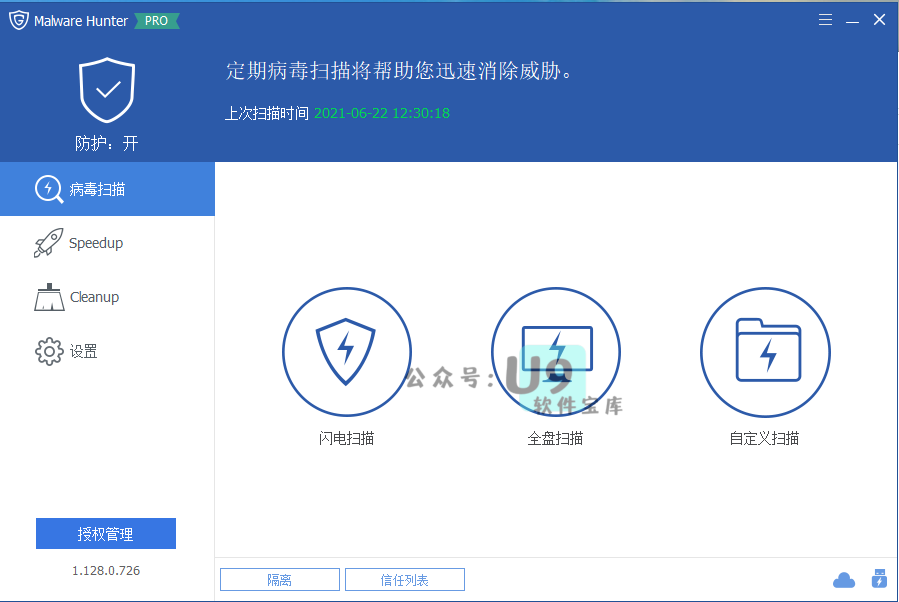 Malware Hunter PRO
定期病毒扫描将帮助您迅速消除威胁。
上次扫描时间 2021-06-22 12:30:18
防护：开
病毒扫描
Speedup
Cleanup
设置
公众号：U9
软件宝库
闪电扫描
全盘扫描
自定义扫描
授权管理
1.128.0.726
隔离
信任列表